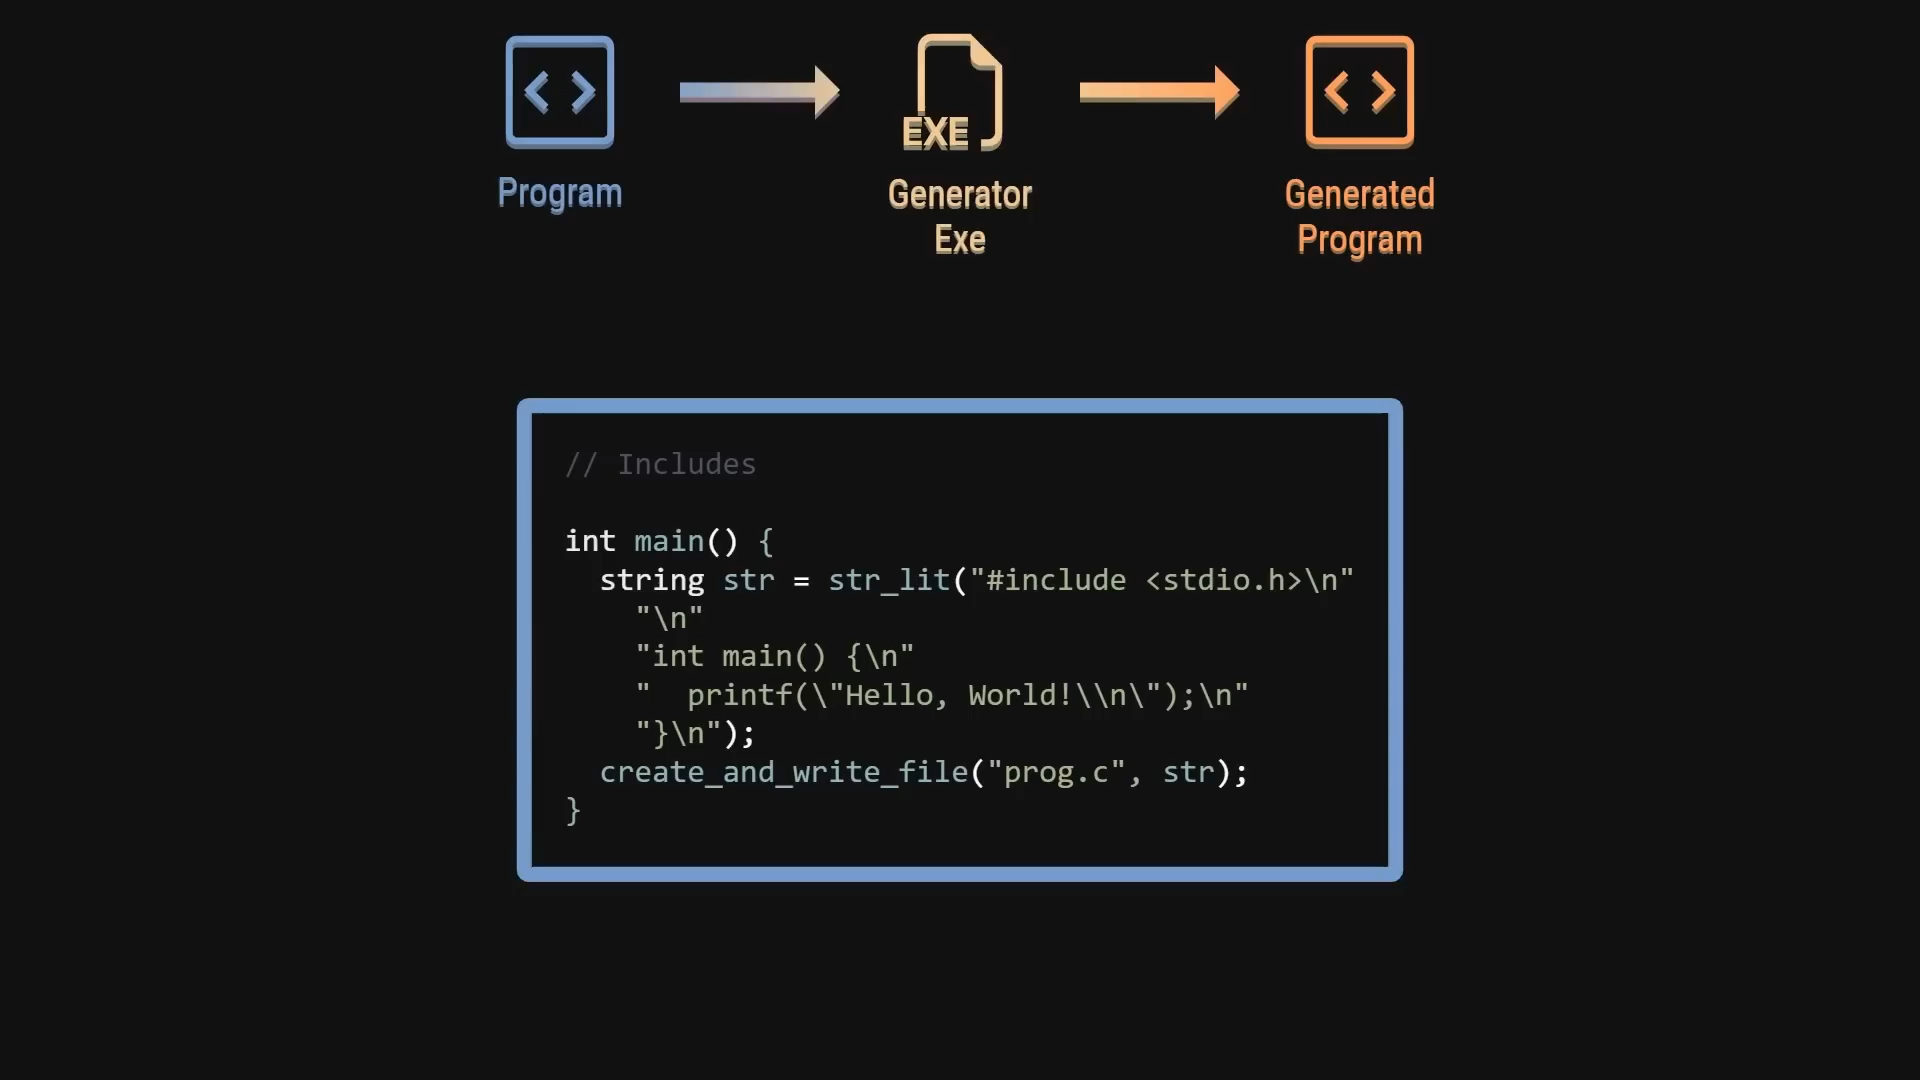 EXE
Program
Generator
Exe
Generated
Program
// Includes
int main() {
  string str = str_lit("#include <stdio.h>\n"
    "\n"
    "int main() {\n"
    "  printf(\"Hello, World!\\n\");\n"
    "}\n");
  create_and_write_file("prog.c", str);
}